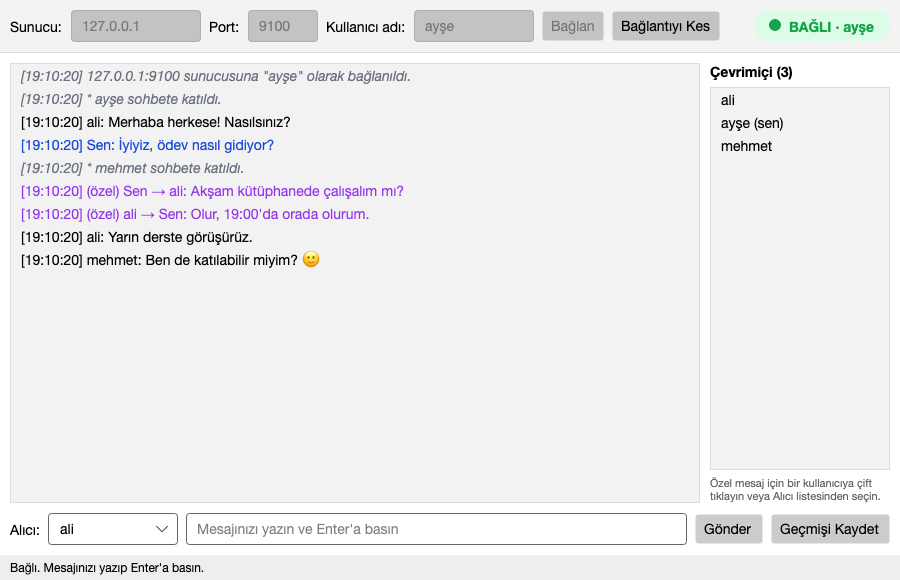 Sunucu: 127.0.0.1 Port: 9100 Kullanıcı adı: ayşe Bağlan Bağlantıyı Kes BAĞLI · ayşe
[19:10:20] 127.0.0.1:9100 sunucusuna "ayşe" olarak bağlanıldı.
[19:10:20] * ayşe sohbete katıldı.
[19:10:20] ali: Merhaba herkese! Nasılsınız?
[19:10:20] Sen: İyiyiz, ödev nasıl gidiyor?
[19:10:20] * mehmet sohbete katıldı.
[19:10:20] (özel) Sen → ali: Akşam kütüphanede çalışalım mı?
[19:10:20] (özel) ali → Sen: Olur, 19:00'da orada olurum.
[19:10:20] ali: Yarın derste görüşürüz.
[19:10:20] mehmet: Ben de katılabilir miyim? 🙂
Çevrimiçi (3)
ali
ayşe (sen)
mehmet
Özel mesaj için bir kullanıcıya çift
tıklayın veya Alıcı listesinden seçin.
Alıcı: ali Mesajınızı yazın ve Enter'a basın Gönder Geçmişi Kaydet
Bağlı. Mesajınızı yazıp Enter'a basın.